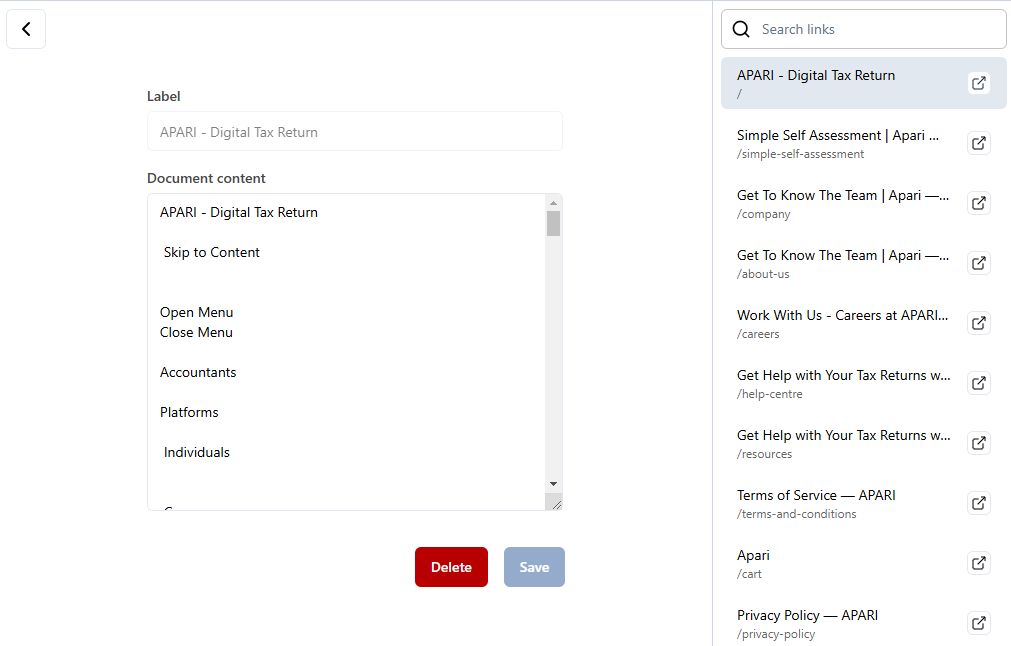 Label
APARI - Digital Tax Return
Document content
APARI - Digital Tax Return
Skip to Content
Open Menu
Close Menu
Accountants
Platforms
Individuals
Delete
Save
Search links
APARI - Digital Tax Return
/
Simple Self Assessment | Apari ...
/simple-self-assessment
Get To Know The Team | Apari —...
/company
Get To Know The Team | Apari —...
/about-us
Work With Us - Careers at APARI...
/careers
Get Help with Your Tax Returns w...
/help-centre
Get Help with Your Tax Returns w...
/resources
Terms of Service — APARI
/terms-and-conditions
Apari
/cart
Privacy Policy — APARI
/privacy-policy